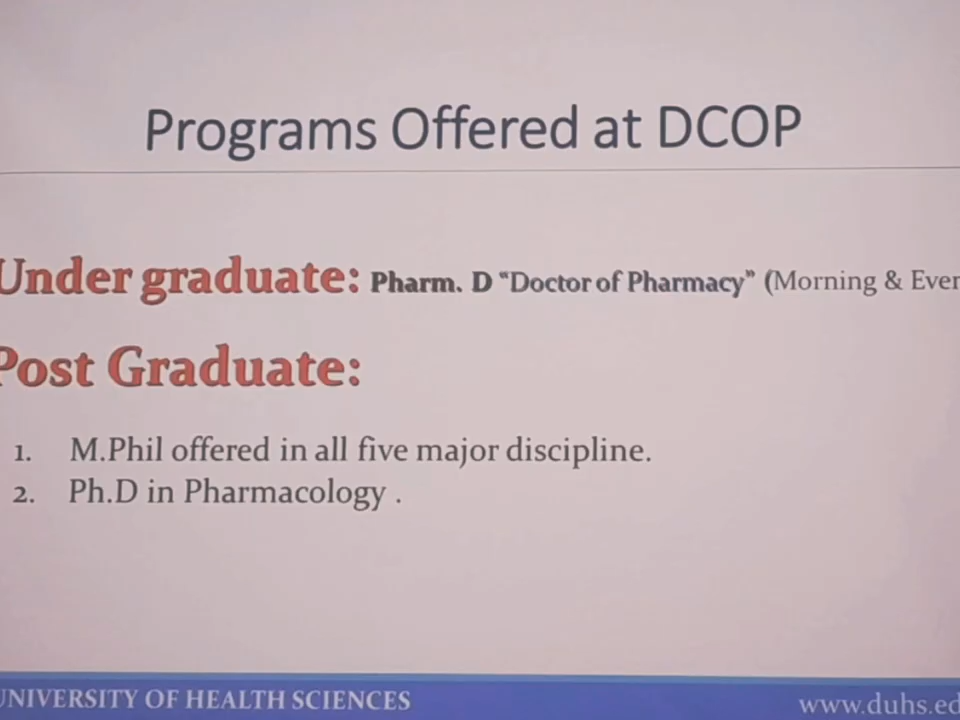 Programs Offered at DCOP
Under graduate: Pharm. D "Doctor of Pharmacy" (Morning & Even
Post Graduate:
1. M.Phil offered in all five major discipline.
2. Ph.D in Pharmacology .
UNIVERSITY OF HEALTH SCIENCES
www.duhs.ed